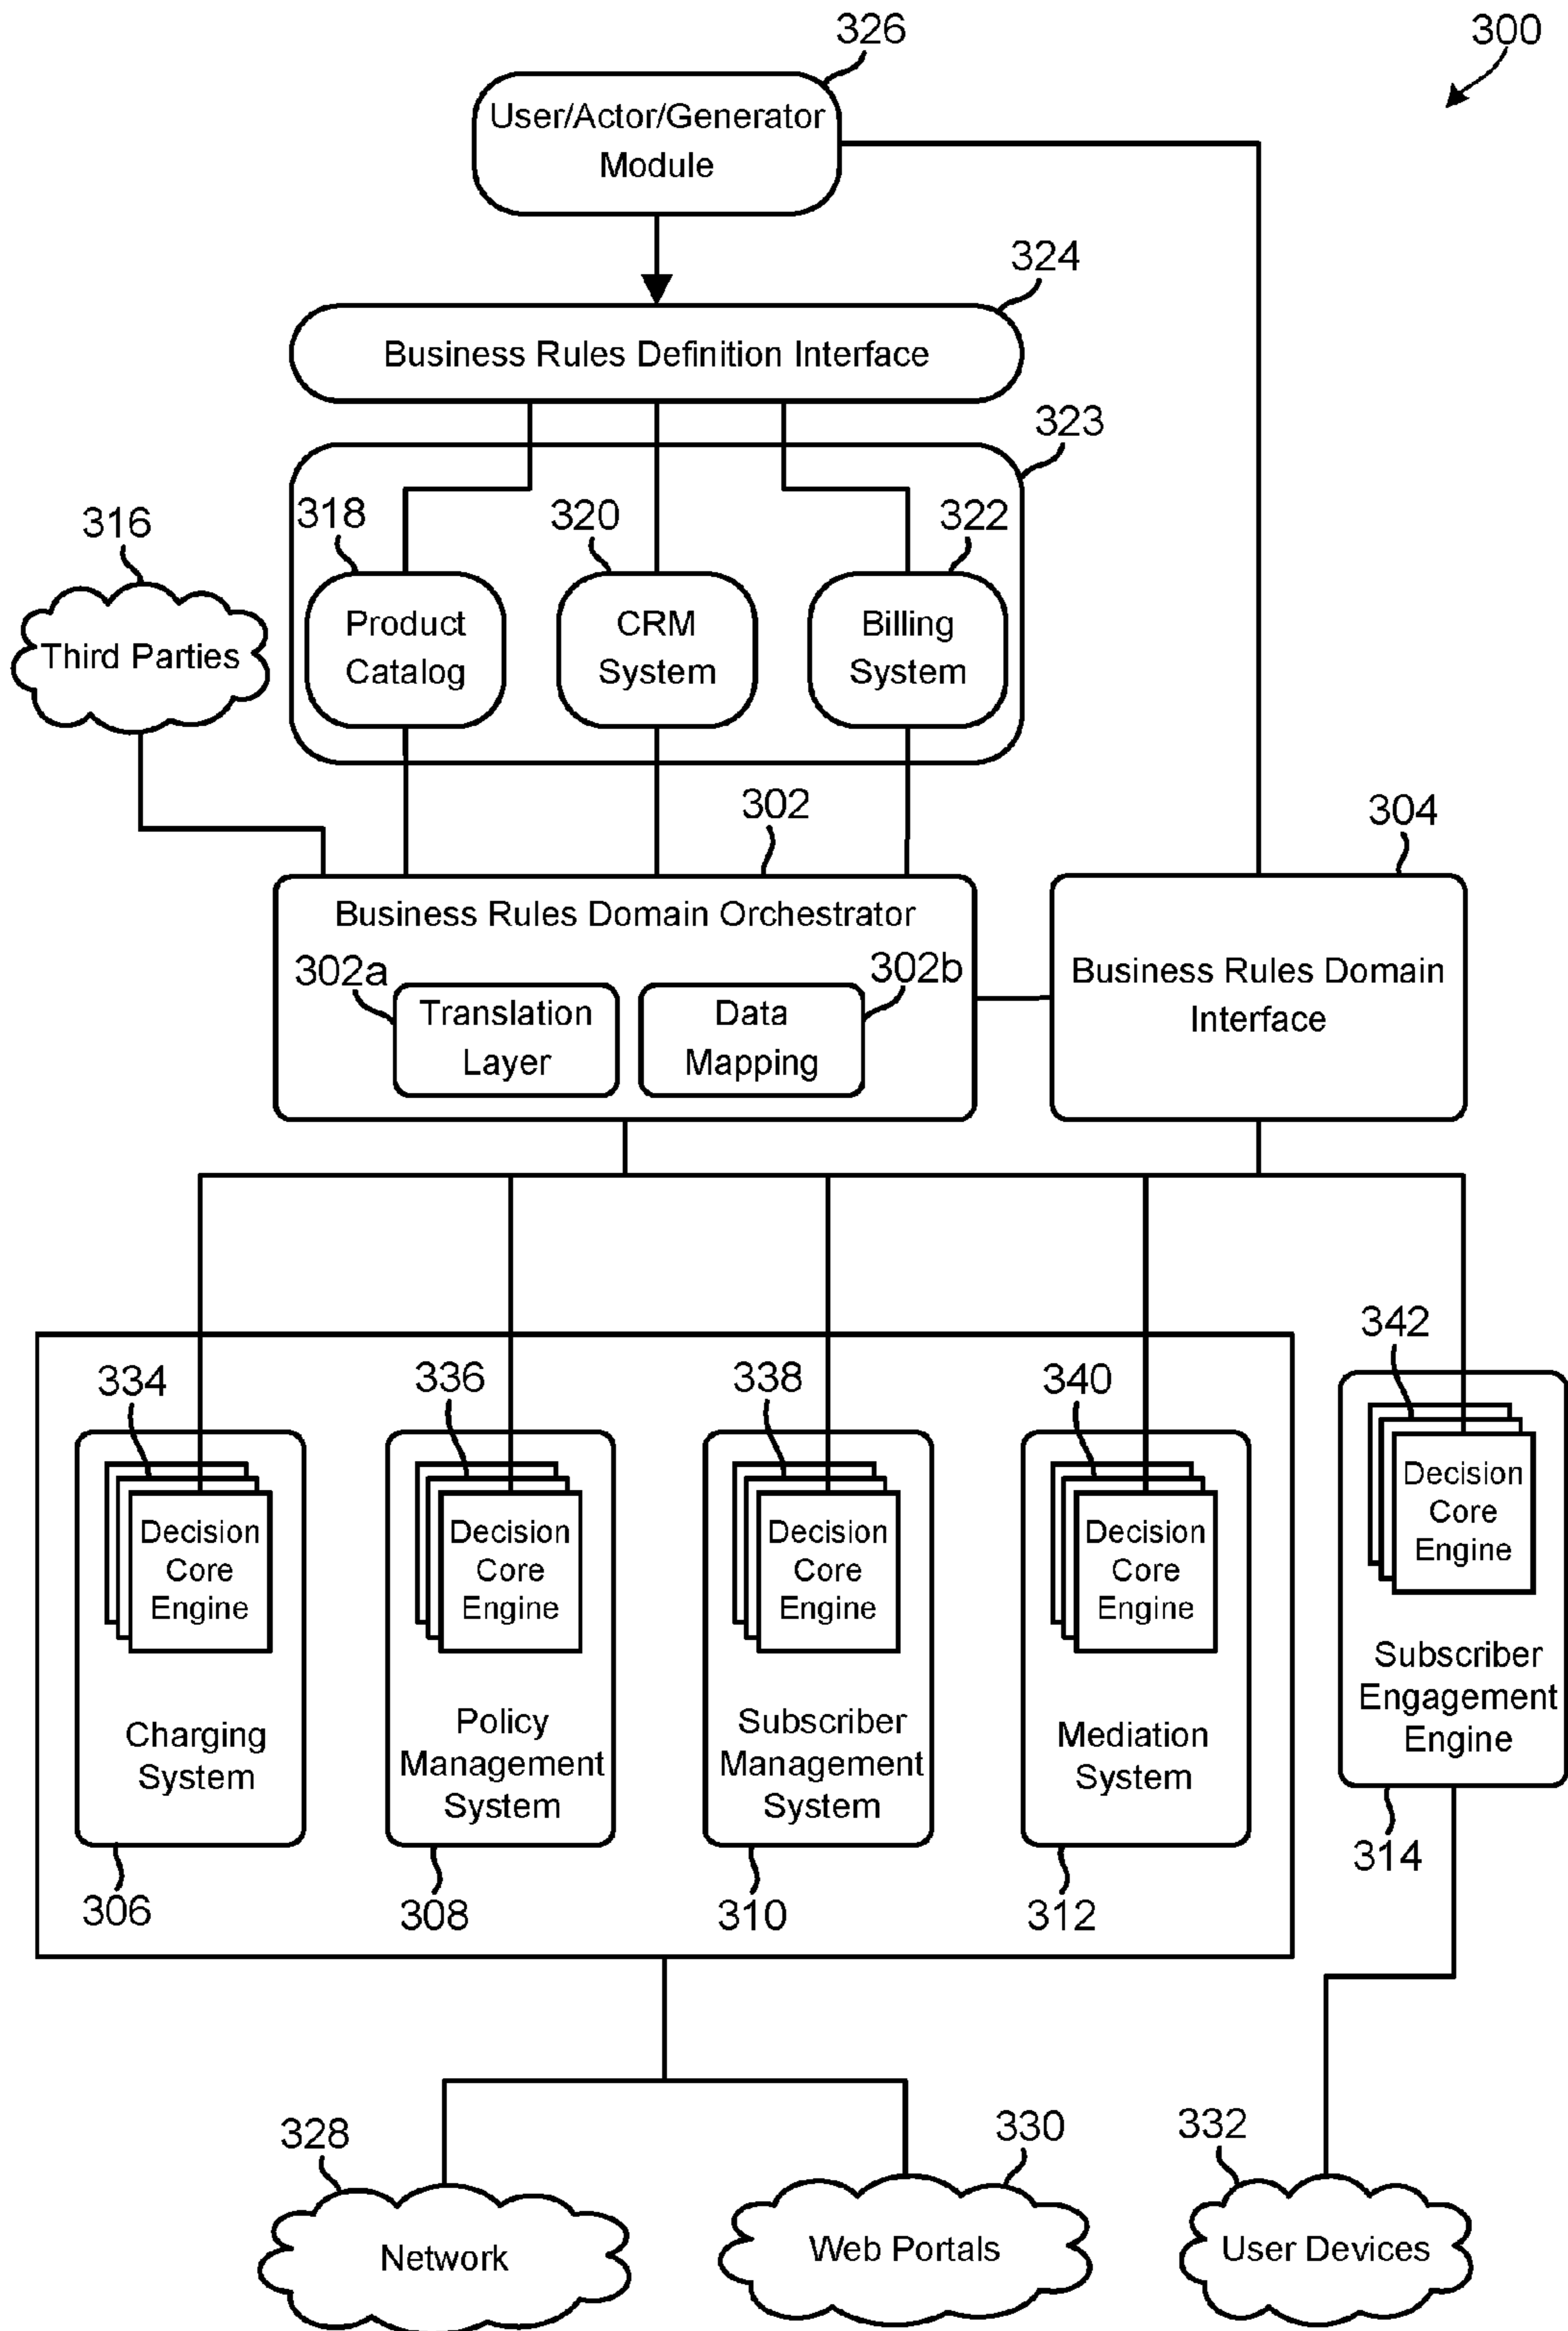 326
300
User/Actor/Generator
Module
324
Business Rules Definition Interface
323
318
320
322
316
Product
Catalog
CRM
System
Billing
System
Third Parties
302
304
Business Rules Domain Orchestrator
302a
302b
Translation
Layer
Data
Mapping
Business Rules Domain
Interface
334
336
338
340
342
Decision
Core
Engine
Charging
System
Decision
Core
Engine
Policy
Management
System
Decision
Core
Engine
Subscriber
Management
System
Decision
Core
Engine
Mediation
System
Decision
Core
Engine
Subscriber
Engagement
Engine
306
308
310
312
314
328
330
332
Network
Web Portals
User Devices